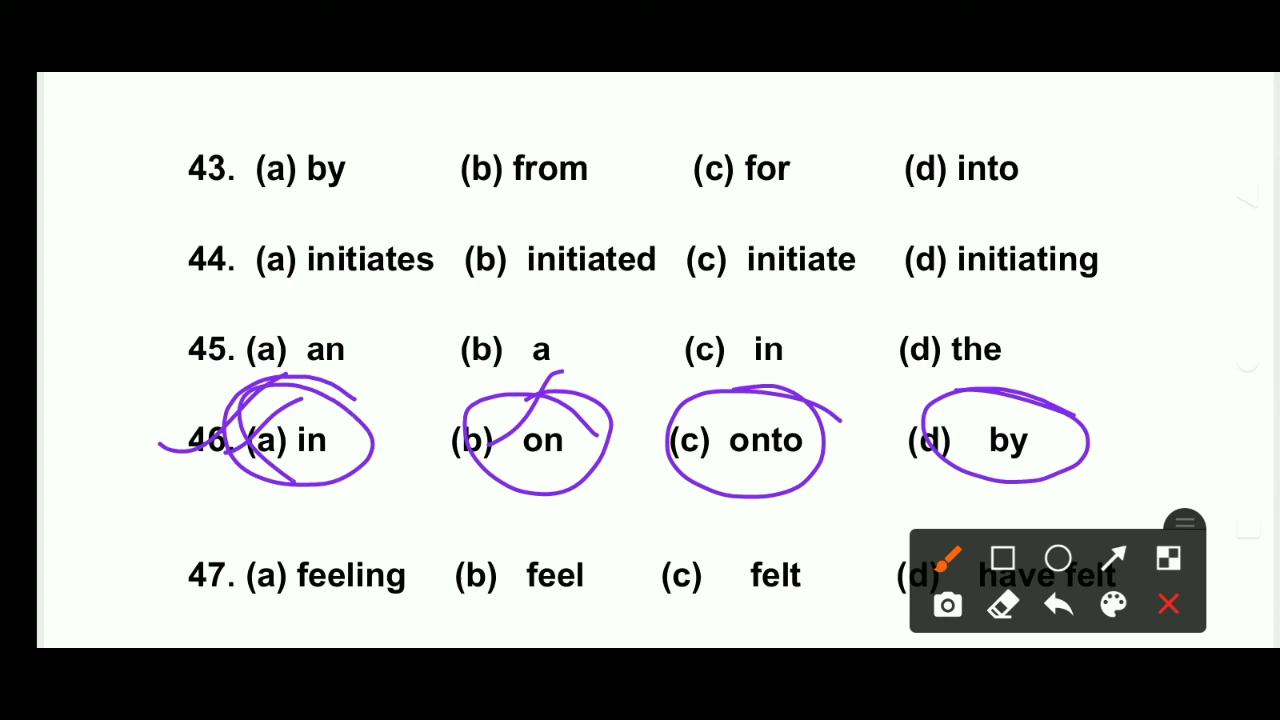 43. (a) by (b) from (c) for (d) into
44. (a) initiates (b) initiated (c) initiate (d) initiating
45. (a) an (b) a (c) in (d) the
46. (a) in (b) on (c) onto (d) by
47. (a) feeling (b) feel (c) felt (d) have felt